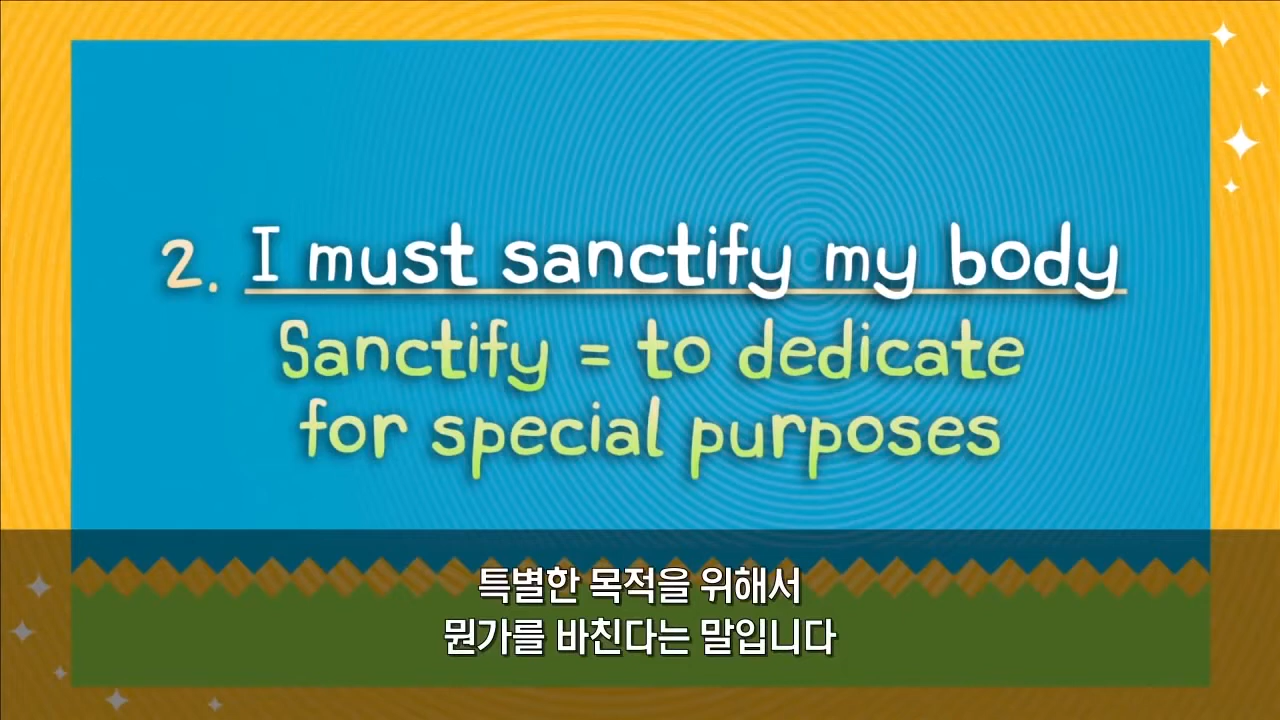 2. I must sanctify my body
Sanctify = to dedicate
for special purposes
특별한 목적을 위해서
뭔가를 바친다는 말입니다